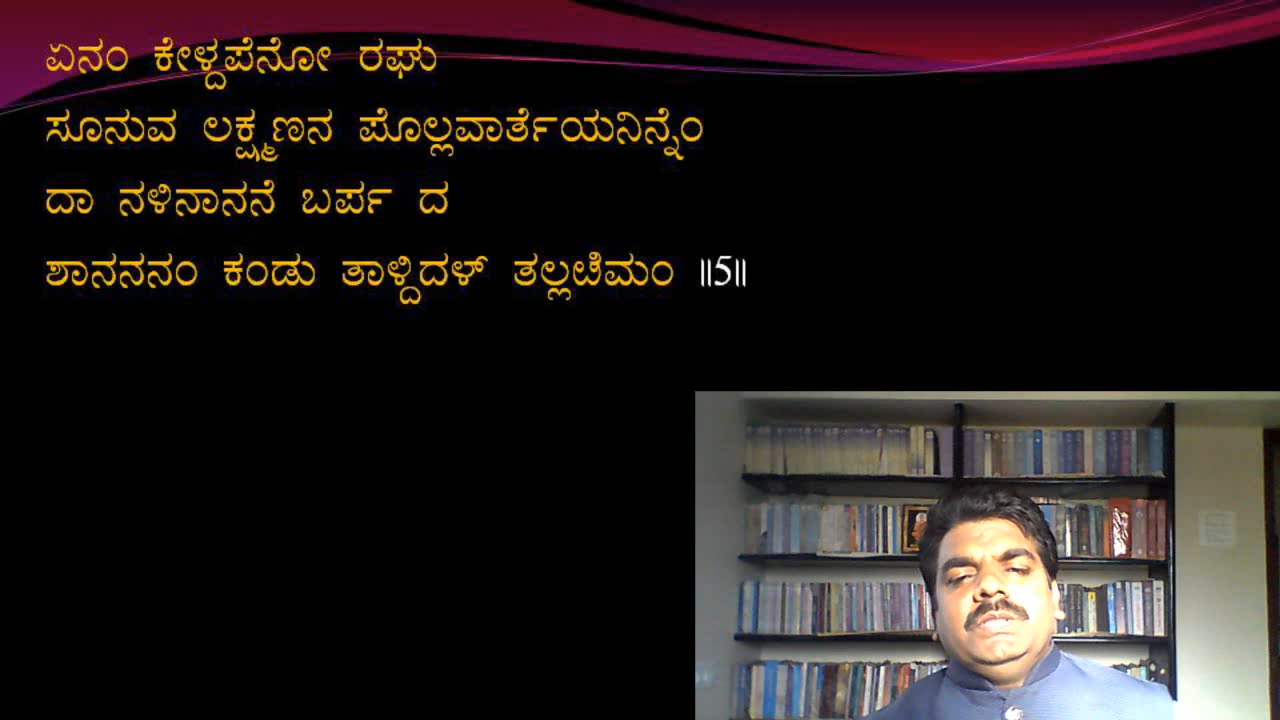 ಏನಂ ಕೇಳ್ದಪೆನೋ ರಘು
ಸೂನುವ ಲಕ್ಷ್ಮಣನ ಪೊಲ್ಲವಾರ್ತೆಯನಿನ್ನೆಂ
ದಾ ನಳಿನಾನನೆ ಬರ್ಪ ದ
ಶಾನನನಂ ಕಂಡು ತಾಳ್ದಿದಳ್ ತಲ್ಲಟಿಮಂ ॥5॥